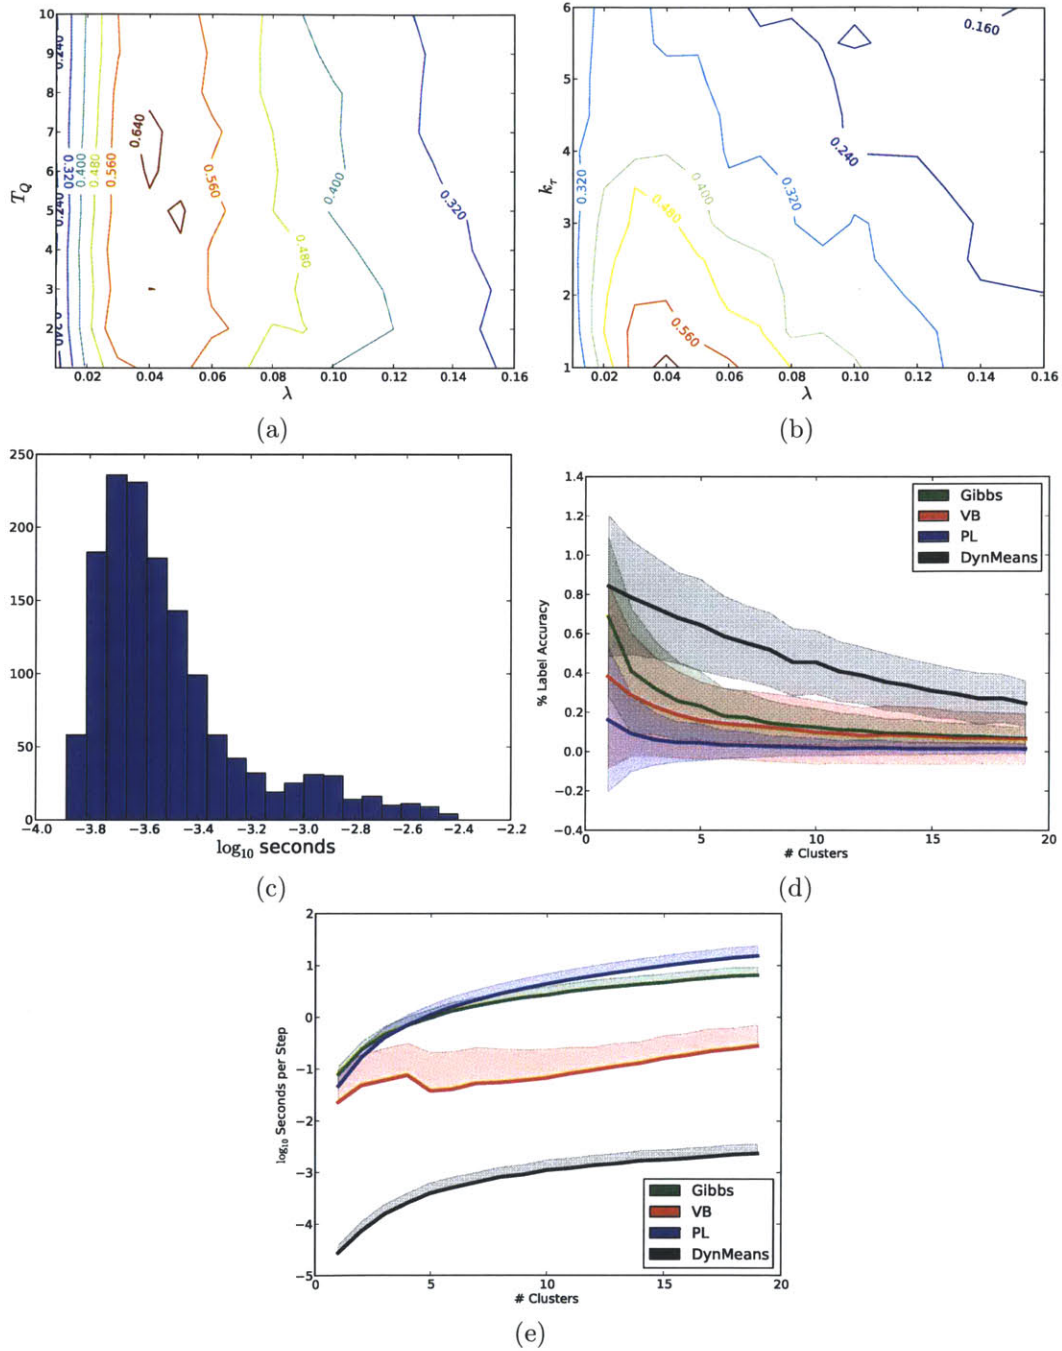 10
9
8
7
6
5
4
3
2
T_Q
0.240
0.320
0.400
0.480
0.560
0.640
0.560
0.480
0.400
0.320
0.240
0.240
0.02 0.04 0.06 0.08 0.10 0.12 0.14 0.16
λ
(a)
6
5
4
3
2
1
k_τ
0.320
0.160
0.240
0.400
0.480
0.320
0.560
0.02 0.04 0.06 0.08 0.10 0.12 0.14 0.16
λ
(b)
250
200
150
100
50
0
−4.0 −3.8 −3.6 −3.4 −3.2 −3.0 −2.8 −2.6 −2.4 −2.2
log₁₀ seconds
(c)
1.4
1.2
1.0
0.8
0.6
0.4
0.2
0.0
−0.2
−0.4
% Label Accuracy
Gibbs
VB
PL
DynMeans
0 5 10 15 20
# Clusters
(d)
2
1
0
−1
−2
−3
−4
−5
log₁₀ Seconds per Step
Gibbs
VB
PL
DynMeans
0 5 10 15 20
# Clusters
(e)